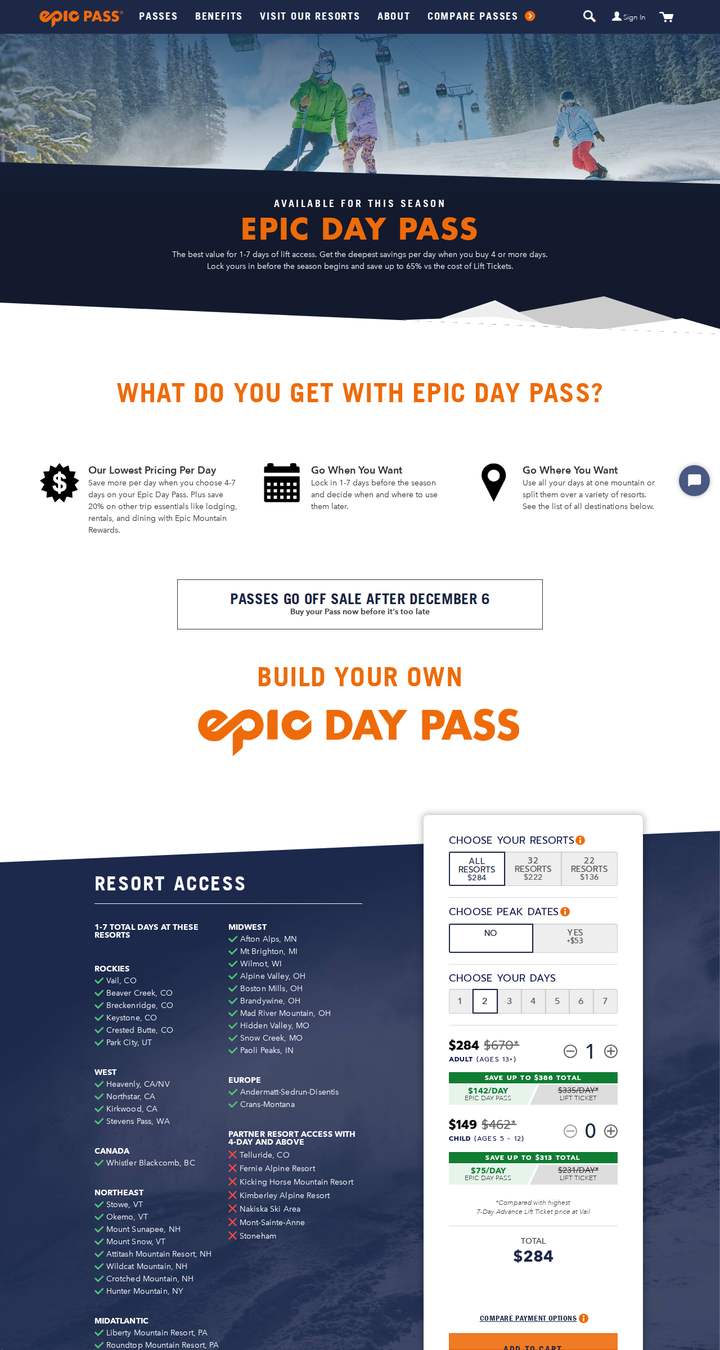 epic PASS
PASSES
BENEFITS
VISIT OUR RESORTS
ABOUT
COMPARE PASSES
Sign In
AVAILABLE FOR THIS SEASON
EPIC DAY PASS
The best value for 1-7 days of lift access. Get the deepest savings per day when you buy 4 or more days.
Lock yours in before the season begins and save up to 65% vs the cost of Lift Tickets.
WHAT DO YOU GET WITH EPIC DAY PASS?
Our Lowest Pricing Per Day
Save more per day when you choose 4-7
days on your Epic Day Pass. Plus save
20% on other trip essentials like lodging,
rentals, and dining with Epic Mountain
Rewards.
Go When You Want
Lock in 1-7 days before the season
and decide when and where to use
them later.
Go Where You Want
Use all your days at one mountain or
split them over a variety of resorts.
See the list of all destinations below.
PASSES GO OFF SALE AFTER DECEMBER 6
Buy your Pass now before it's too late
BUILD YOUR OWN
epic DAY PASS
RESORT ACCESS
1-7 TOTAL DAYS AT THESE
RESORTS
ROCKIES
Vail, CO
Beaver Creek, CO
Breckenridge, CO
Keystone, CO
Crested Butte, CO
Park City, UT
WEST
Heavenly, CA/NV
Northstar, CA
Kirkwood, CA
Stevens Pass, WA
CANADA
Whistler Blackcomb, BC
NORTHEAST
Stowe, VT
Okemo, VT
Mount Sunapee, NH
Mount Snow, VT
Attitash Mountain Resort, NH
Wildcat Mountain, NH
Crotched Mountain, NH
Hunter Mountain, NY
MIDATLANTIC
Liberty Mountain Resort, PA
Roundtop Mountain Resort, PA
MIDWEST
Afton Alps, MN
Mt Brighton, MI
Wilmot, WI
Alpine Valley, OH
Boston Mills, OH
Brandywine, OH
Mad River Mountain, OH
Hidden Valley, MO
Snow Creek, MO
Paoli Peaks, IN
EUROPE
Andermatt-Sedrun-Disentis
Crans-Montana
PARTNER RESORT ACCESS WITH
4-DAY AND ABOVE
Telluride, CO
Fernie Alpine Resort
Kicking Horse Mountain Resort
Kimberley Alpine Resort
Nakiska Ski Area
Mont-Sainte-Anne
Stoneham
CHOOSE YOUR RESORTS
ALL
RESORTS
$284
32
RESORTS
$222
22
RESORTS
$136
CHOOSE PEAK DATES
NO
YES
+$53
CHOOSE YOUR DAYS
1 2 3 4 5 6 7
$284 $670*
ADULT (AGES 13+)
1
SAVE UP TO $386 TOTAL
$142/DAY
EPIC DAY PASS
$335/DAY*
LIFT TICKET
$149 $462*
CHILD (AGES 5 - 12)
0
SAVE UP TO $313 TOTAL
$75/DAY
EPIC DAY PASS
$231/DAY*
LIFT TICKET
*Compared with highest
7-Day Advance Lift Ticket price at Vail
TOTAL
$284
COMPARE PAYMENT OPTIONS
ADD TO CART